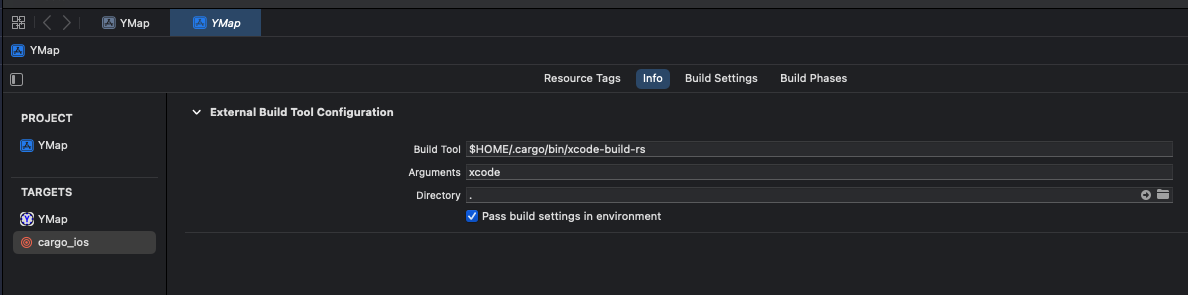 YMap
YMap
YMap
Resource Tags Info Build Settings Build Phases
PROJECT
YMap
TARGETS
YMap
cargo_ios
External Build Tool Configuration
Build Tool $HOME/.cargo/bin/xcode-build-rs
Arguments xcode
Directory .
Pass build settings in environment